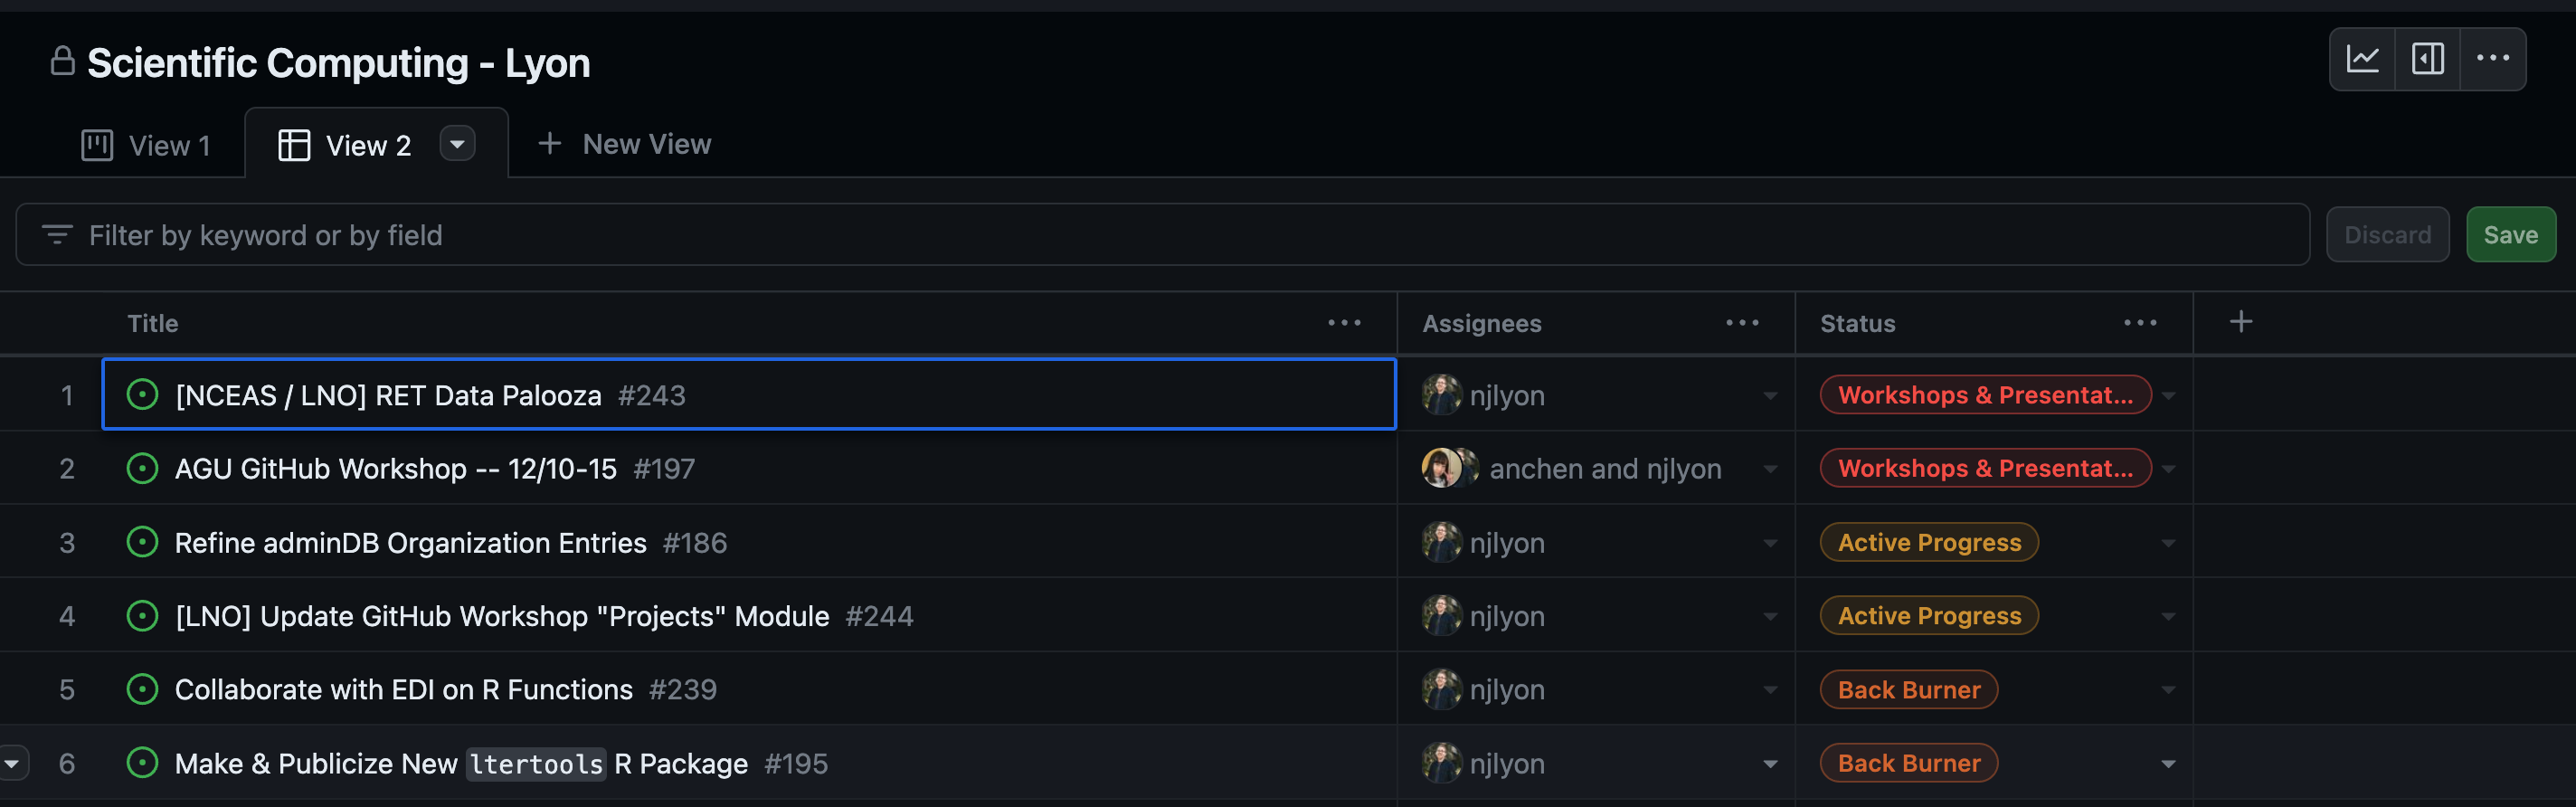 Scientific Computing - Lyon
View 1 View 2 New View
Filter by keyword or by field Discard Save
Title Assignees Status
1 [NCEAS / LNO] RET Data Palooza #243 njlyon Workshops & Presentat...
2 AGU GitHub Workshop -- 12/10-15 #197 anchen and njlyon Workshops & Presentat...
3 Refine adminDB Organization Entries #186 njlyon Active Progress
4 [LNO] Update GitHub Workshop "Projects" Module #244 njlyon Active Progress
5 Collaborate with EDI on R Functions #239 njlyon Back Burner
6 Make & Publicize New ltertools R Package #195 njlyon Back Burner